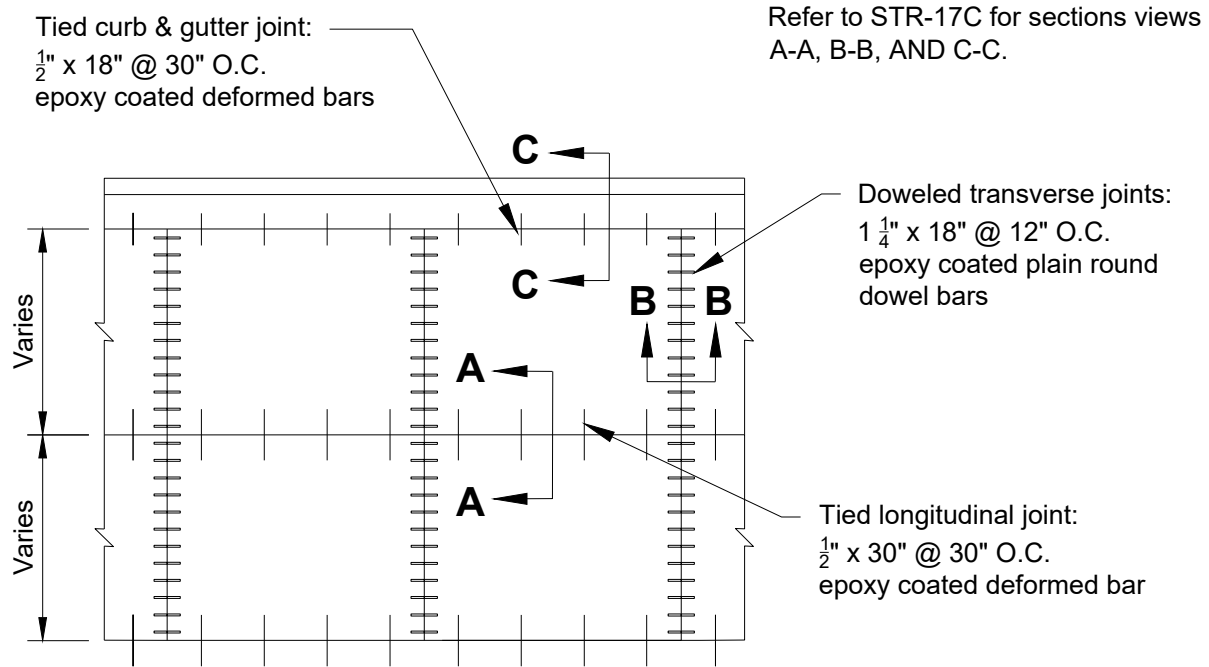 Refer to STR-17C for sections views
A-A, B-B, AND C-C.
Tied curb & gutter joint:
½" x 18" @ 30" O.C.
epoxy coated deformed bars
C
C
Doweled transverse joints:
1 ¼" x 18" @ 12" O.C.
epoxy coated plain round
dowel bars
B B
A
A
Varies
Varies
Tied longitudinal joint:
½" x 30" @ 30" O.C.
epoxy coated deformed bar